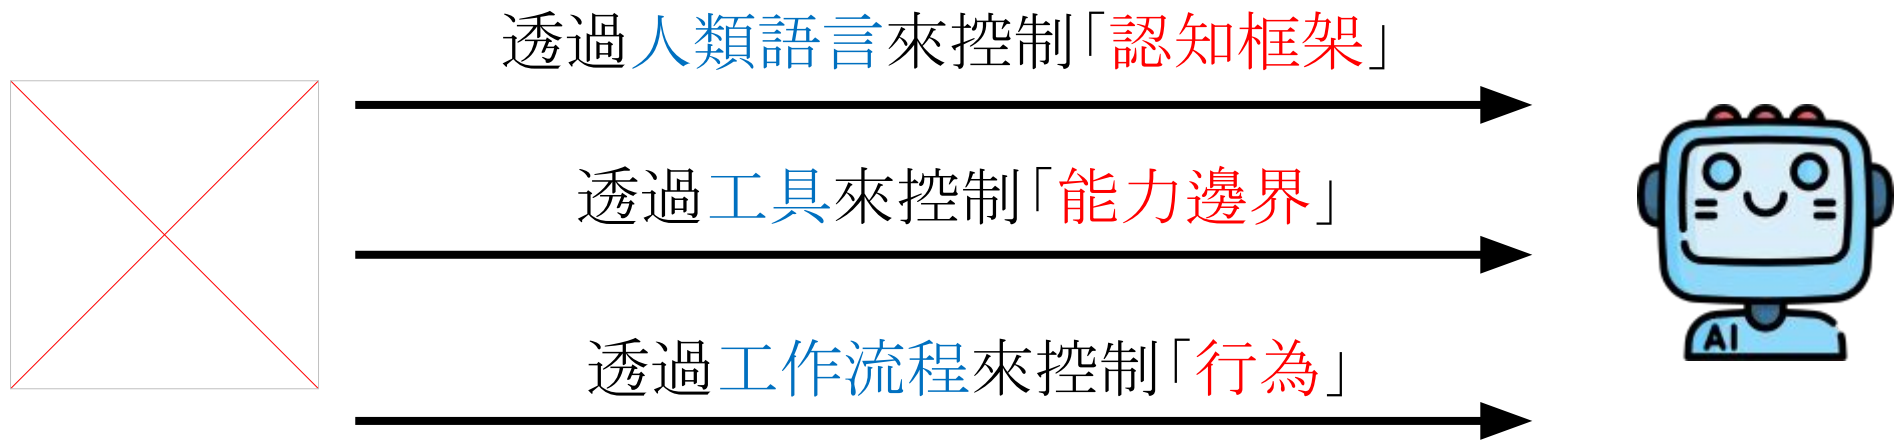 透過人類語言來控制「認知框架」
透過工具來控制「能力邊界」
透過工作流程來控制「行為」
AI